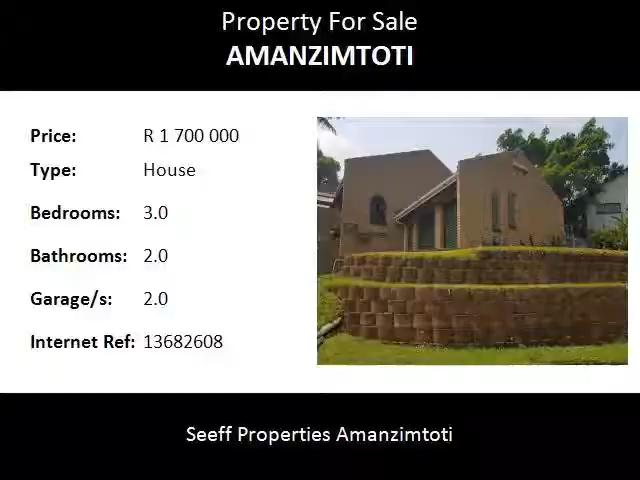 Property For Sale
AMANZIMTOTI
Price: R 1 700 000
Type: House
Bedrooms: 3.0
Bathrooms: 2.0
Garage/s: 2.0
Internet Ref: 13682608
Seeff Properties Amanzimtoti